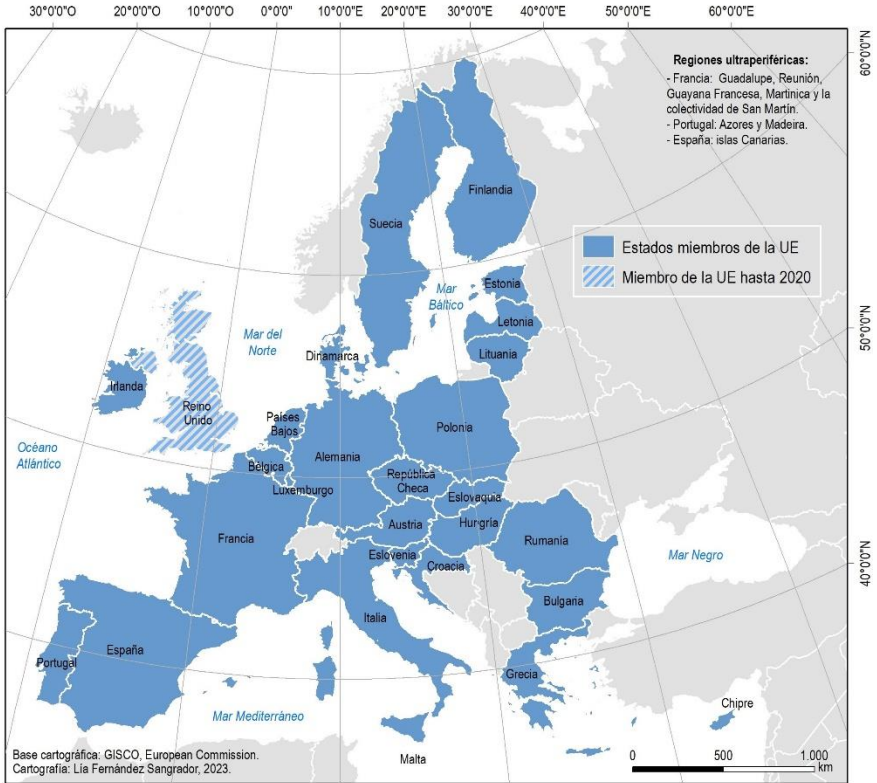 30°0'0"O
20°0'0"O
10°0'0"O
0°0'0"
10°0'0"E
20°0'0"E
30°0'0"E
40°0'0"E
50°0'0"E
60°0'0"E
60°0'0"N
50°0'0"N
40°0'0"N
Regiones ultraperiféricas:
- Francia: Guadalupe, Reunión,
Guayana Francesa, Martinica y la
colectividad de San Martín.
- Portugal: Azores y Madeira.
- España: islas Canarias.
Estados miembros de la UE
Miembro de la UE hasta 2020
Finlandia
Suecia
Estonia
Mar
Báltico
Letonia
Mar del
Norte
Lituania
Dinamarca
Irlanda
Reino
Unido
Países
Bajos
Polonia
Océano
Atlántico
Alemania
Bélgica
República
Checa
Luxemburgo
Eslovaquia
Austria
Hungría
Francia
Rumanía
Eslovenia
Mar Negro
Croacia
Bulgaria
Italia
España
Portugal
Grecia
Chipre
Mar Mediterráneo
Malta
Base cartográfica: GISCO, European Commission.
Cartografía: Lía Fernández Sangrador, 2023.
0
500
1.000
km